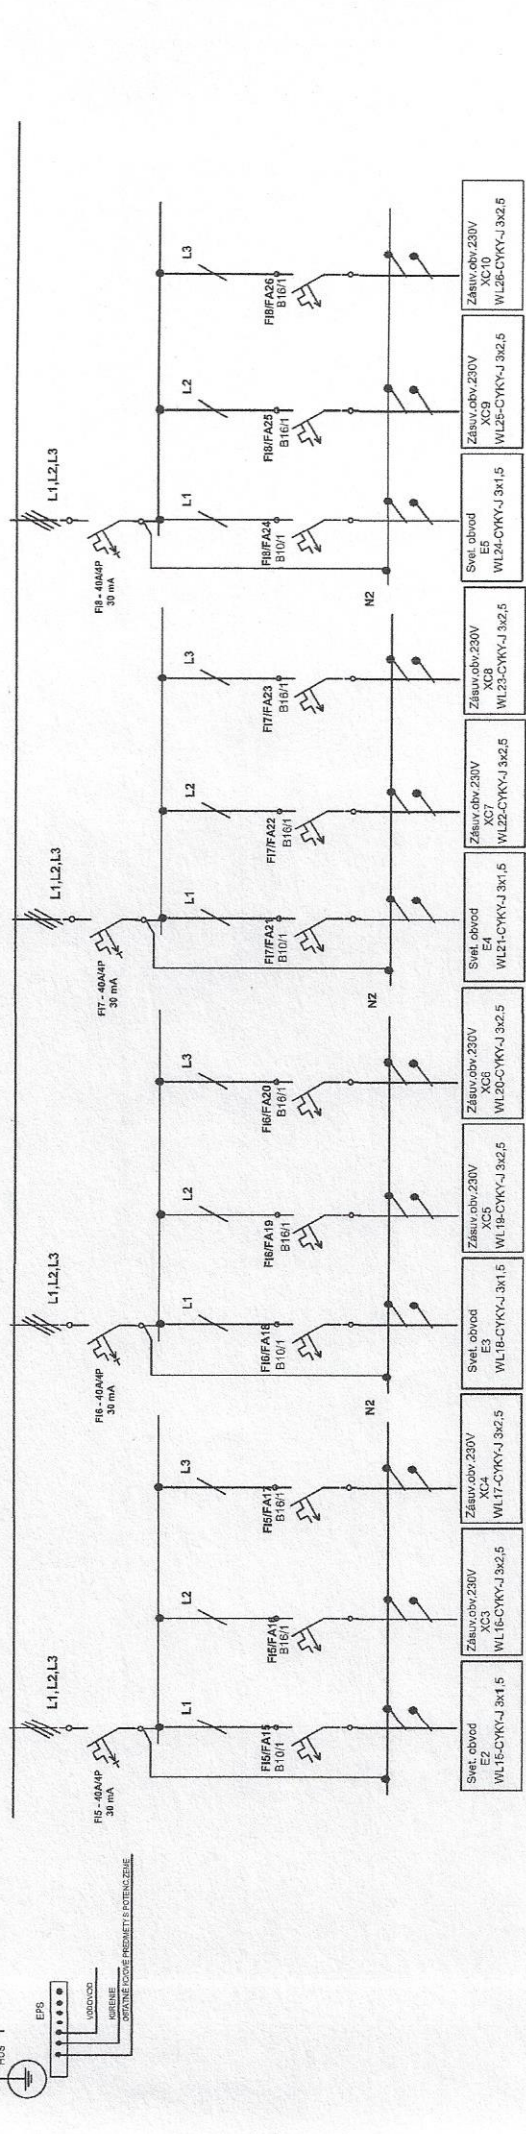 HUS
EPS
VODOVOD
KÚRENIE
OSTATNÉ KOVOVÉ PREDMETY S POTENC.ZEME
L1,L2,L3
FI5 - 40A/4P
30 mA
L1
L2
L3
FI5/FA15
B10/1
FI5/FA16
B16/1
FI5/FA17
B16/1
N2
Svet. obvod
E2
WL15-CYKY-J 3x1,5
Zásuv.obv.230V
XC3
WL16-CYKY-J 3x2,5
Zásuv.obv.230V
XC4
WL17-CYKY-J 3x2,5
L1,L2,L3
FI6 - 40A/4P
30 mA
L1
L2
L3
FI6/FA18
B10/1
FI6/FA19
B16/1
FI6/FA20
B16/1
N2
Svet. obvod
E3
WL18-CYKY-J 3x1,5
Zásuv.obv.230V
XC5
WL19-CYKY-J 3x2,5
Zásuv.obv.230V
XC6
WL20-CYKY-J 3x2,5
L1,L2,L3
FI7 - 40A/4P
30 mA
L1
L2
L3
FI7/FA21
B10/1
FI7/FA22
B16/1
FI7/FA23
B16/1
N2
Svet. obvod
E4
WL21-CYKY-J 3x1,5
Zásuv.obv.230V
XC7
WL22-CYKY-J 3x2,5
Zásuv.obv.230V
XC8
WL23-CYKY-J 3x2,5
L1,L2,L3
FI8 - 40A/4P
30 mA
L1
L2
L3
FI8/FA24
B10/1
FI8/FA25
B16/1
FI8/FA26
B16/1
Svet. obvod
E5
WL24-CYKY-J 3x1,5
Zásuv.obv.230V
XC9
WL25-CYKY-J 3x2,5
Zásuv.obv.230V
XC10
WL26-CYKY-J 3x2,5